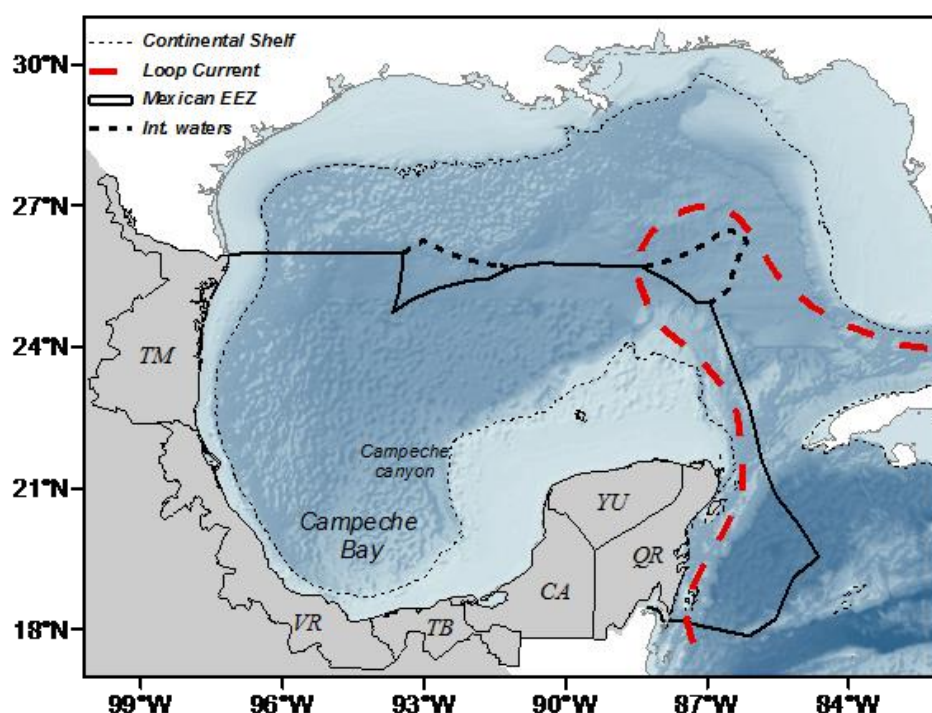 Continental Shelf
Loop Current
Mexican EEZ
Int. waters
30°N
27°N
24°N
21°N
18°N
TM
Campeche
canyon
Campeche
Bay
YU
QR
CA
VR
TB
99°W
96°W
93°W
90°W
87°W
84°W